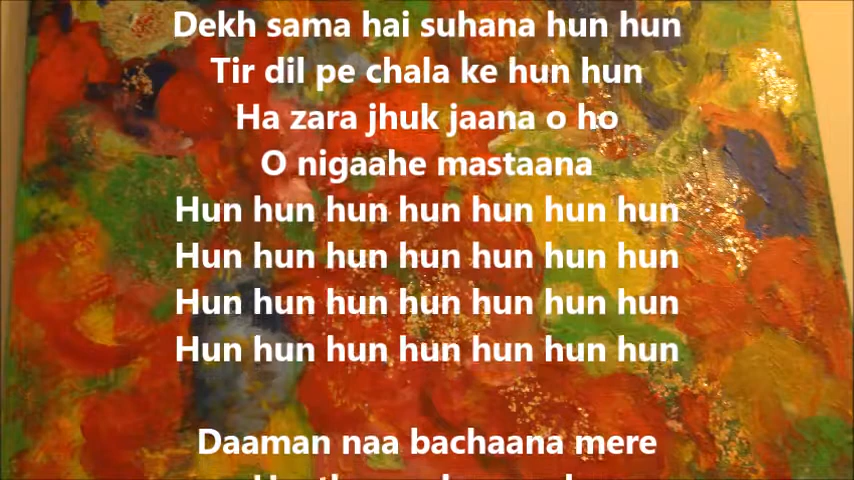 Dekh sama hai suhana hun hun
Tir dil pe chala ke hun hun
Ha zara jhuk jaana o ho
O nigaahe mastaana
Hun hun hun hun hun hun hun
Hun hun hun hun hun hun hun
Hun hun hun hun hun hun hun
Hun hun hun hun hun hun hun
Daaman naa bachaana mere